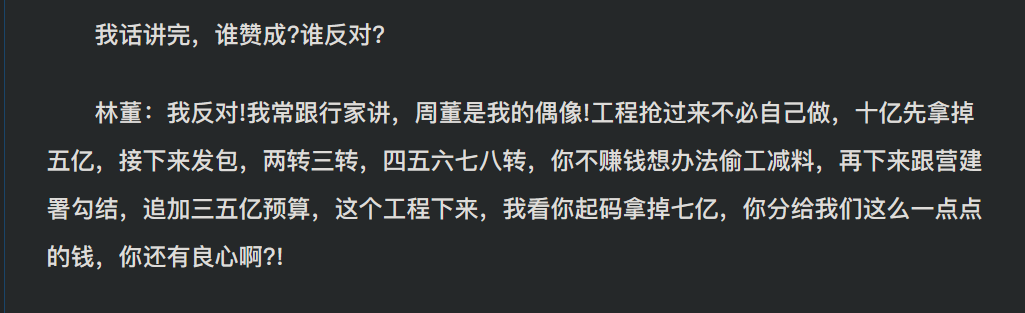 我话讲完，谁赞成?谁反对?
林董：我反对!我常跟行家讲，周董是我的偶像!工程抢过来不必自己做，十亿先拿掉
五亿，接下来发包，两转三转，四五六七八转，你不赚钱想办法偷工减料，再下来跟营建
署勾结，追加三五亿预算，这个工程下来，我看你起码拿掉七亿，你分给我们这么一点点
的钱，你还有良心啊?!